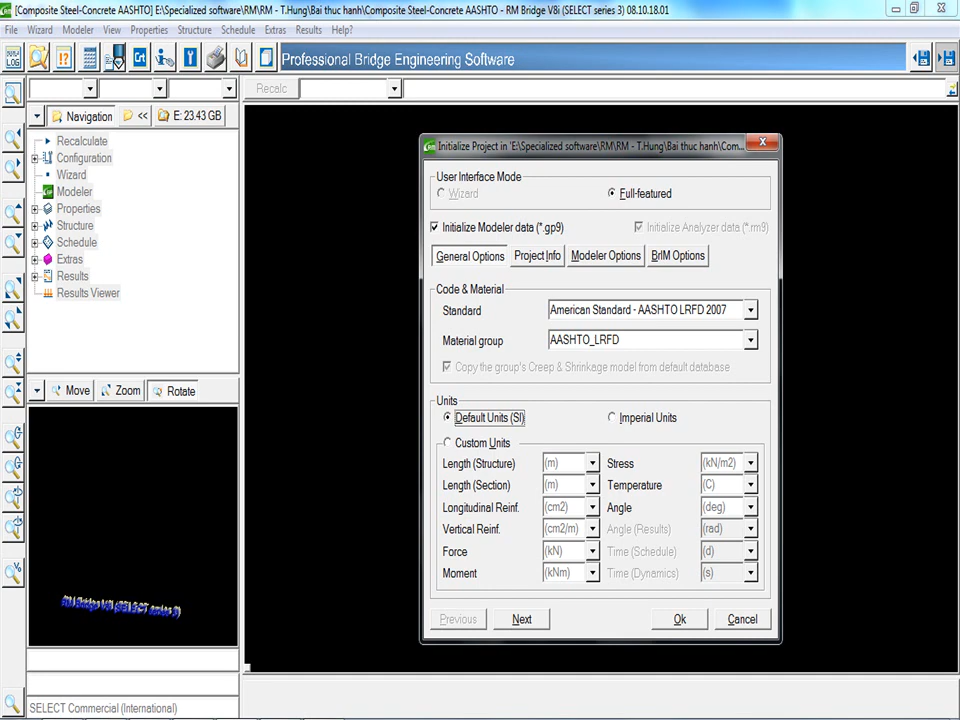 [Composite Steel-Concrete AASHTO] E:\Specialized software\RM\RM - T.Hung\Bai thuc hanh\Composite Steel-Concrete AASHTO - RM Bridge V8i (SELECT series 3) 08.10.18.01
File Wizard Modeler View Properties Structure Schedule Extras Results Help?
Professional Bridge Engineering Software
Recalc
Navigation << E: 23.43 GB
Recalculate
Configuration
Wizard
Modeler
Properties
Structure
Schedule
Extras
Results
Results Viewer
Move Zoom Rotate
RM Bridge V8i (SELECT series 3)
SELECT Commercial (International)
Initialize Project in 'E:\Specialized software\RM\RM - T.Hung\Bai thuc hanh\Com...
User Interface Mode
Wizard Full-featured
Initialize Modeler data (*.gp9) Initialize Analyzer data (*.rm9)
General Options Project Info Modeler Options BrIM Options
Code & Material
Standard American Standard - AASHTO LRFD 2007
Material group AASHTO_LRFD
Copy the group's Creep & Shrinkage model from default database
Units
Default Units (SI) Imperial Units
Custom Units
Length (Structure) (m) Stress (kN/m2)
Length (Section) (m) Temperature (C)
Longitudinal Reinf. (cm2) Angle (deg)
Vertical Reinf. (cm2/m) Angle (Results) (rad)
Force (kN) Time (Schedule) (d)
Moment (kNm) Time (Dynamics) (s)
Previous Next Ok Cancel